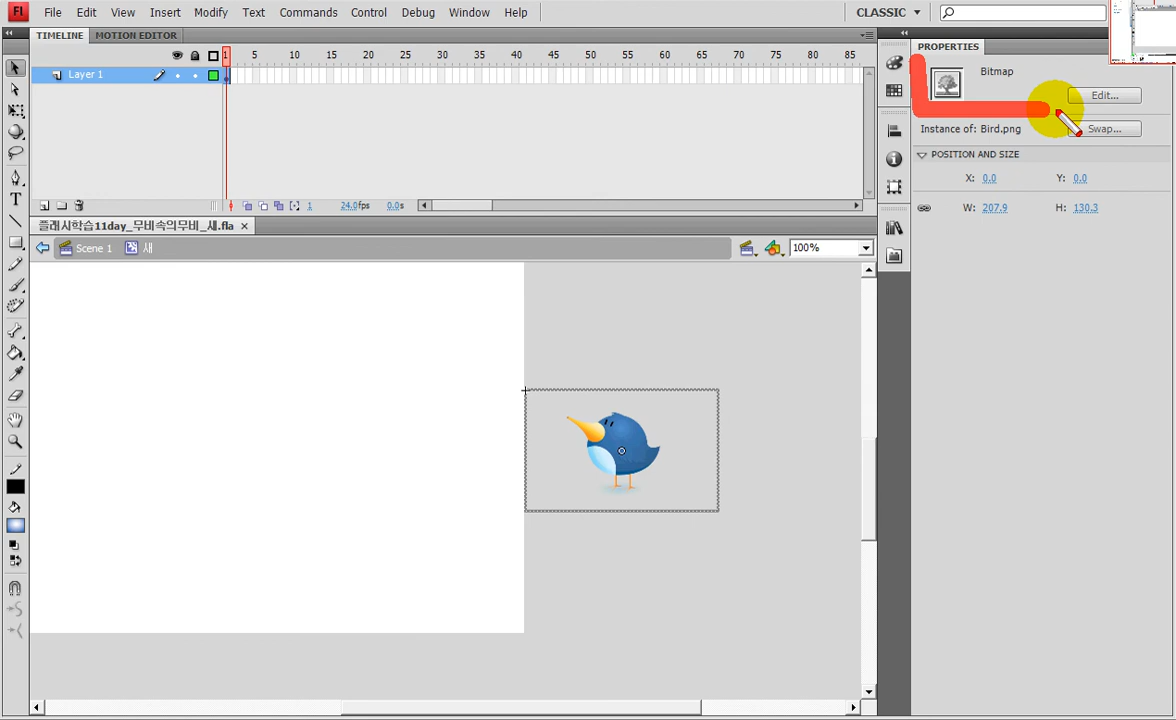 Fl File Edit View Insert Modify Text Commands Control Debug Window Help CLASSIC
TIMELINE MOTION EDITOR
PROPERTIES
1 5 10 15 20 25 30 35 40 45 50 55 60 65 70 75 80 85
Layer 1
Bitmap
Edit...
Instance of: Bird.png Swap...
POSITION AND SIZE
X: 0.0 Y: 0.0
W: 207.9 H: 130.3
1 24.0fps 0.0s
플래시학습11day_무비속의무비_새.fla
Scene 1 새 100%